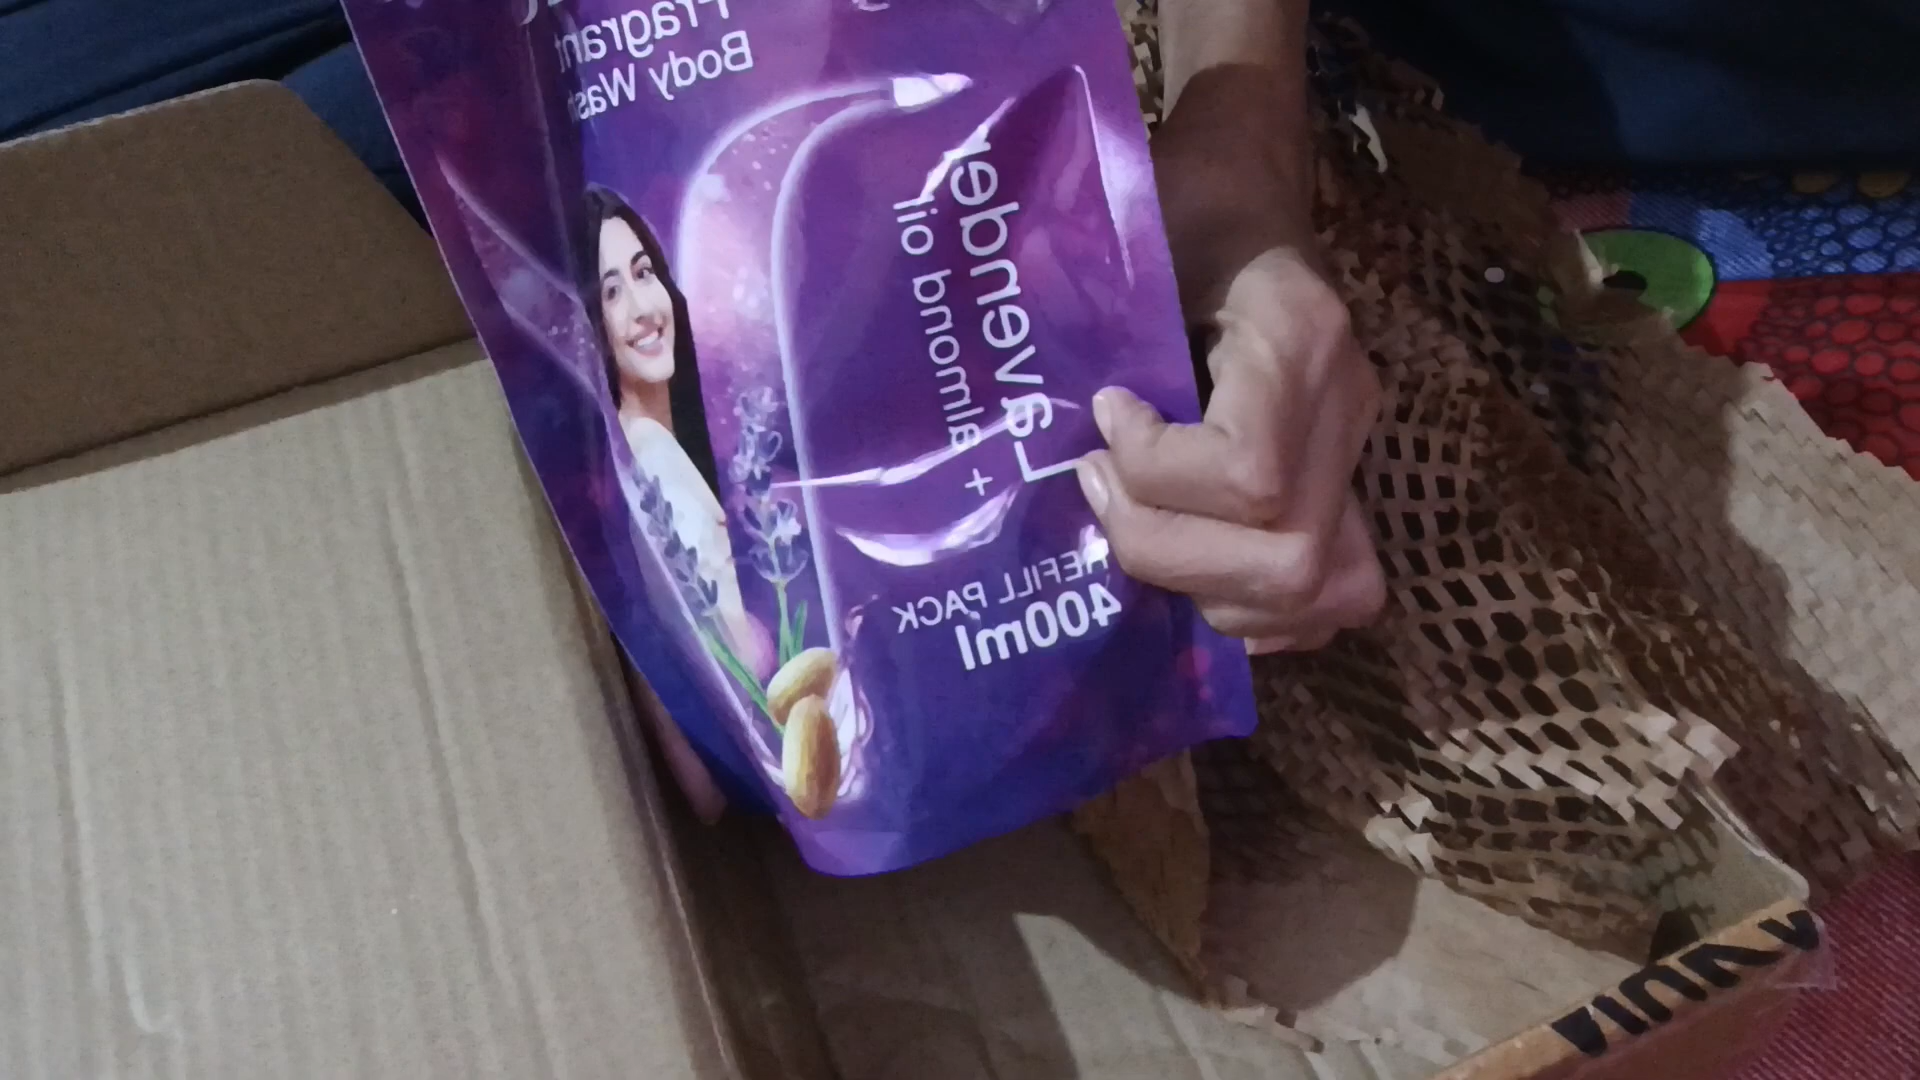 Fragrant
Body Wash
Lavender
+ almond oil
REFILL PACK
400ml